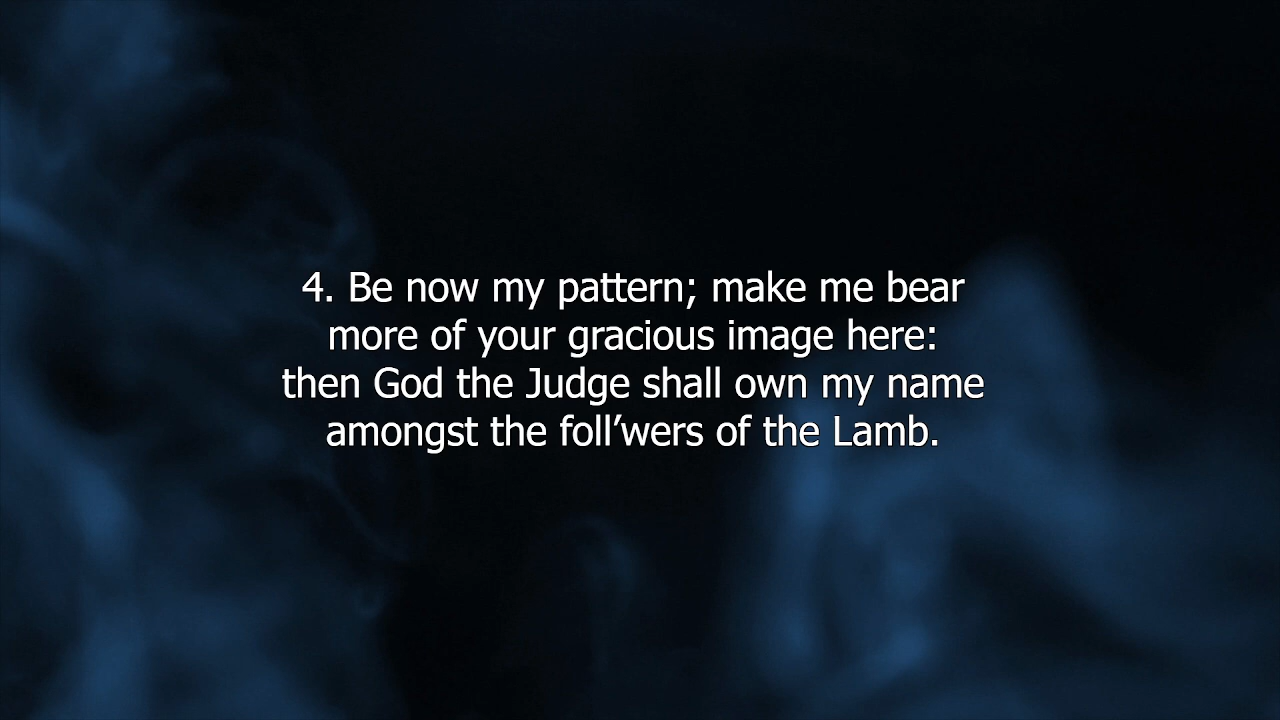 4. Be now my pattern; make me bear
more of your gracious image here:
then God the Judge shall own my name
amongst the foll’wers of the Lamb.